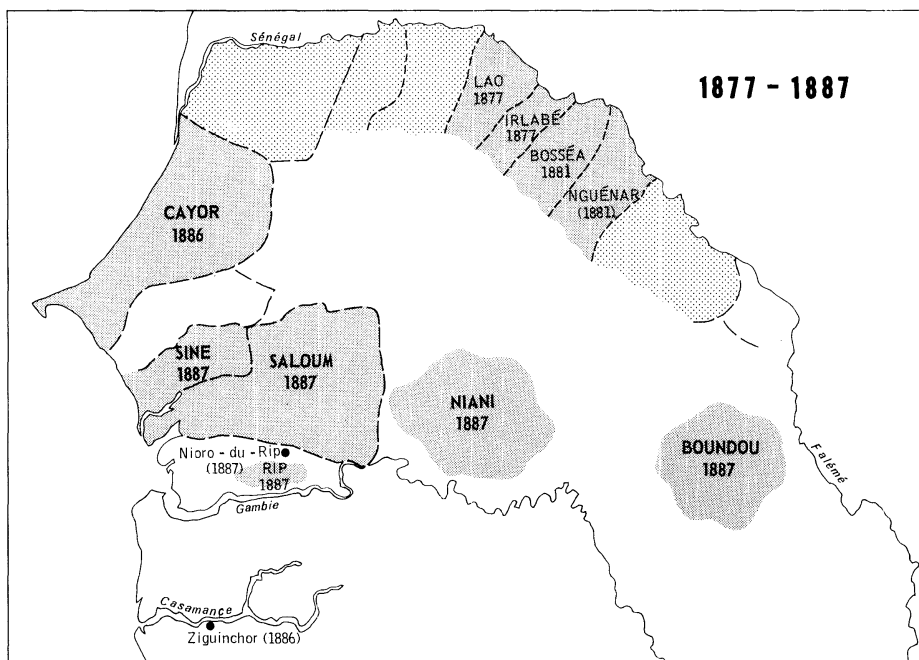 Sénégal
1877 - 1887
LAO
1877
IRLABÉ
1877
BOSSÉA
1881
NGUÉNAR
(1881)
CAYOR
1886
SINE
1887
SALOUM
1887
NIANI
1887
BOUNDOU
1887
Falémé
Nioro - du - Rip
(1887)
RIP
1887
Gambie
Casamance
Ziguinchor (1886)